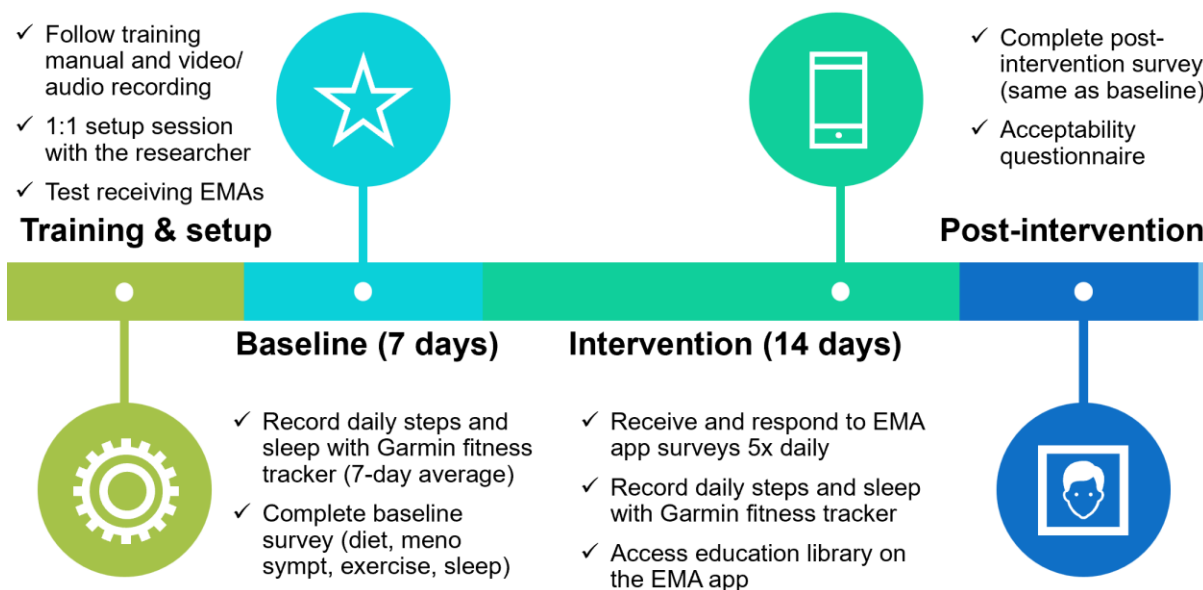 ✓ Follow training
manual and video/
audio recording
✓ 1:1 setup session
with the researcher
✓ Test receiving EMAs
Training & setup
Baseline (7 days)
✓ Record daily steps and
sleep with Garmin fitness
tracker (7-day average)
✓ Complete baseline
survey (diet, meno
sympt, exercise, sleep)
Intervention (14 days)
✓ Receive and respond to EMA
app surveys 5x daily
✓ Record daily steps and sleep
with Garmin fitness tracker
✓ Access education library on
the EMA app
✓ Complete post-
intervention survey
(same as baseline)
✓ Acceptability
questionnaire
Post-intervention